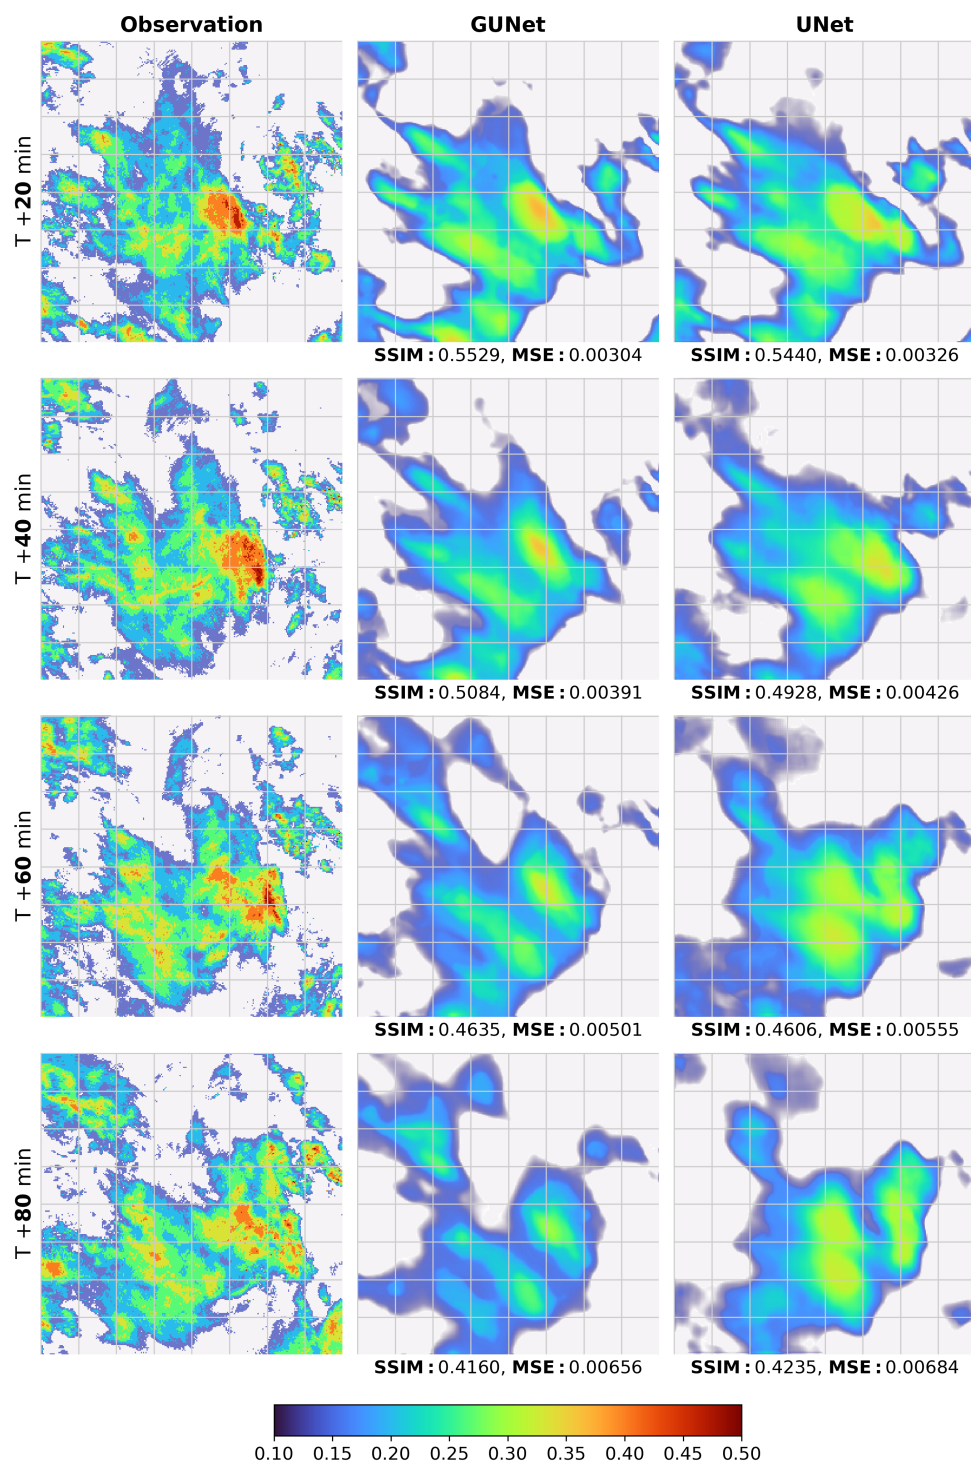 Observation GUNet UNet
T +20 min
SSIM:0.5529, MSE:0.00304 SSIM:0.5440, MSE:0.00326
T +40 min
SSIM:0.5084, MSE:0.00391 SSIM:0.4928, MSE:0.00426
T +60 min
SSIM:0.4635, MSE:0.00501 SSIM:0.4606, MSE:0.00555
T +80 min
SSIM:0.4160, MSE:0.00656 SSIM:0.4235, MSE:0.00684
0.10 0.15 0.20 0.25 0.30 0.35 0.40 0.45 0.50